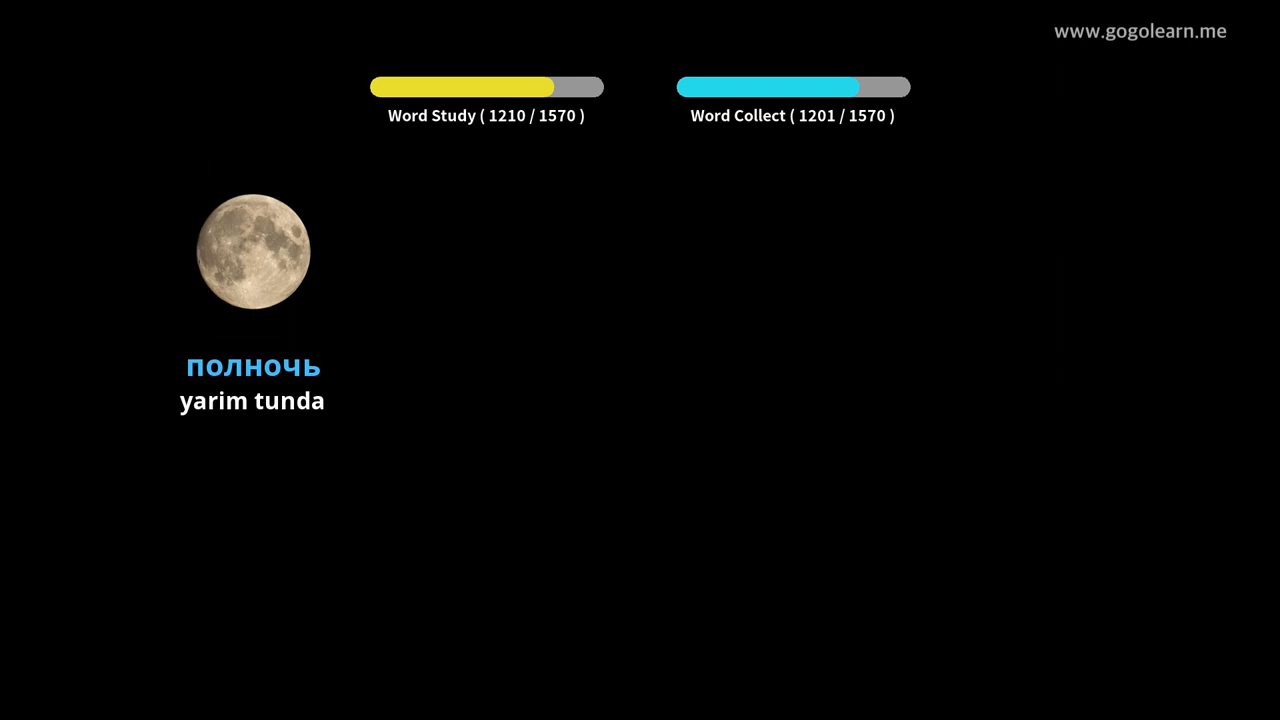 www.gogolearn.me
Word Study ( 1210 / 1570 )
Word Collect ( 1201 / 1570 )
полночь
yarim tunda